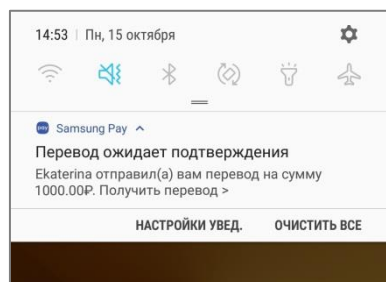 14:53 | Пн, 15 октября
pay Samsung Pay
Перевод ожидает подтверждения
Ekaterina отправил(а) вам перевод на сумму
1000.00₽. Получить перевод >
НАСТРОЙКИ УВЕД. ОЧИСТИТЬ ВСЕ